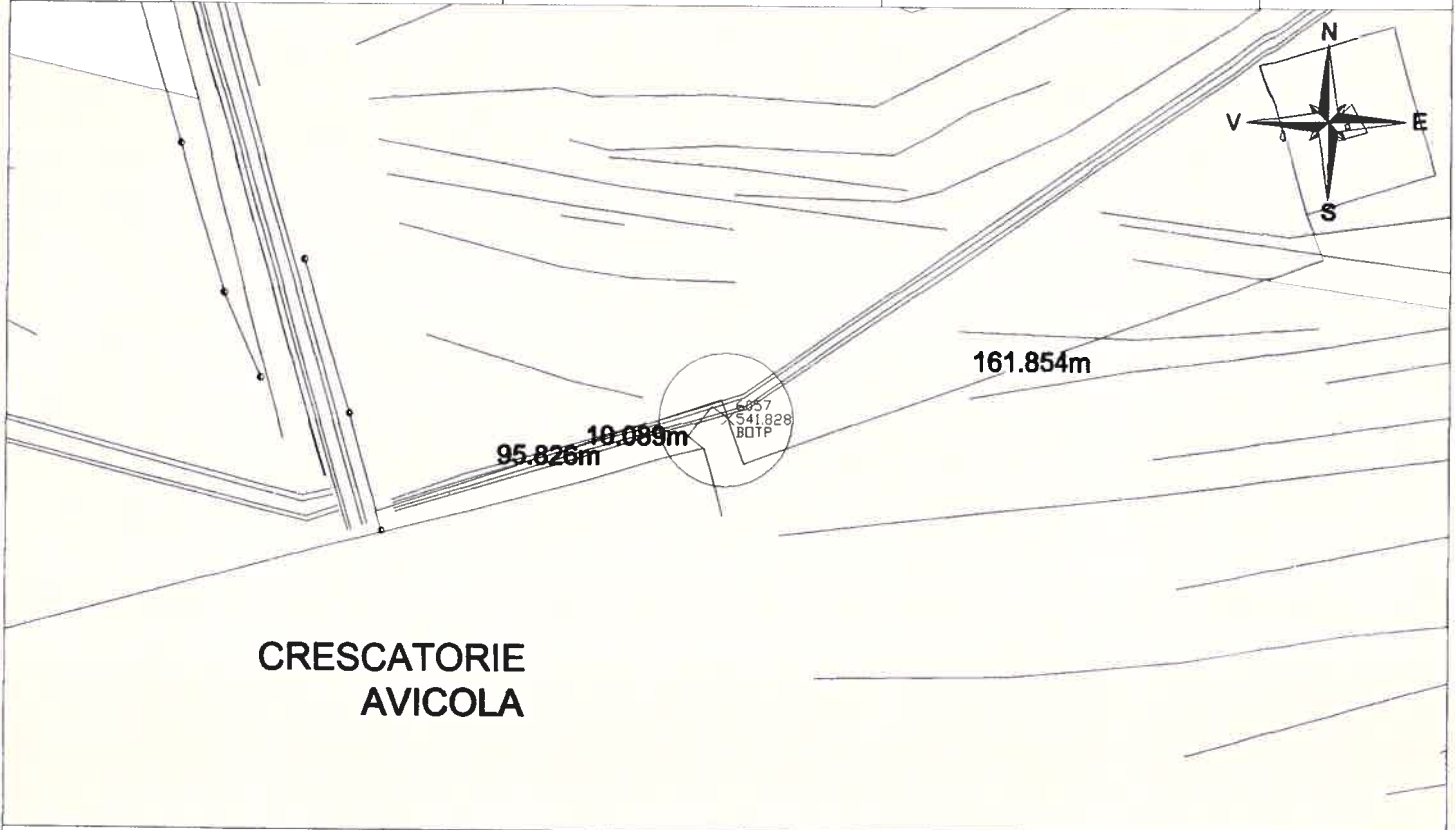 N
V E
S
161.854m
6057
541.828
BOTP
10.089m
95.826m
CRESCATORIE
AVICOLA